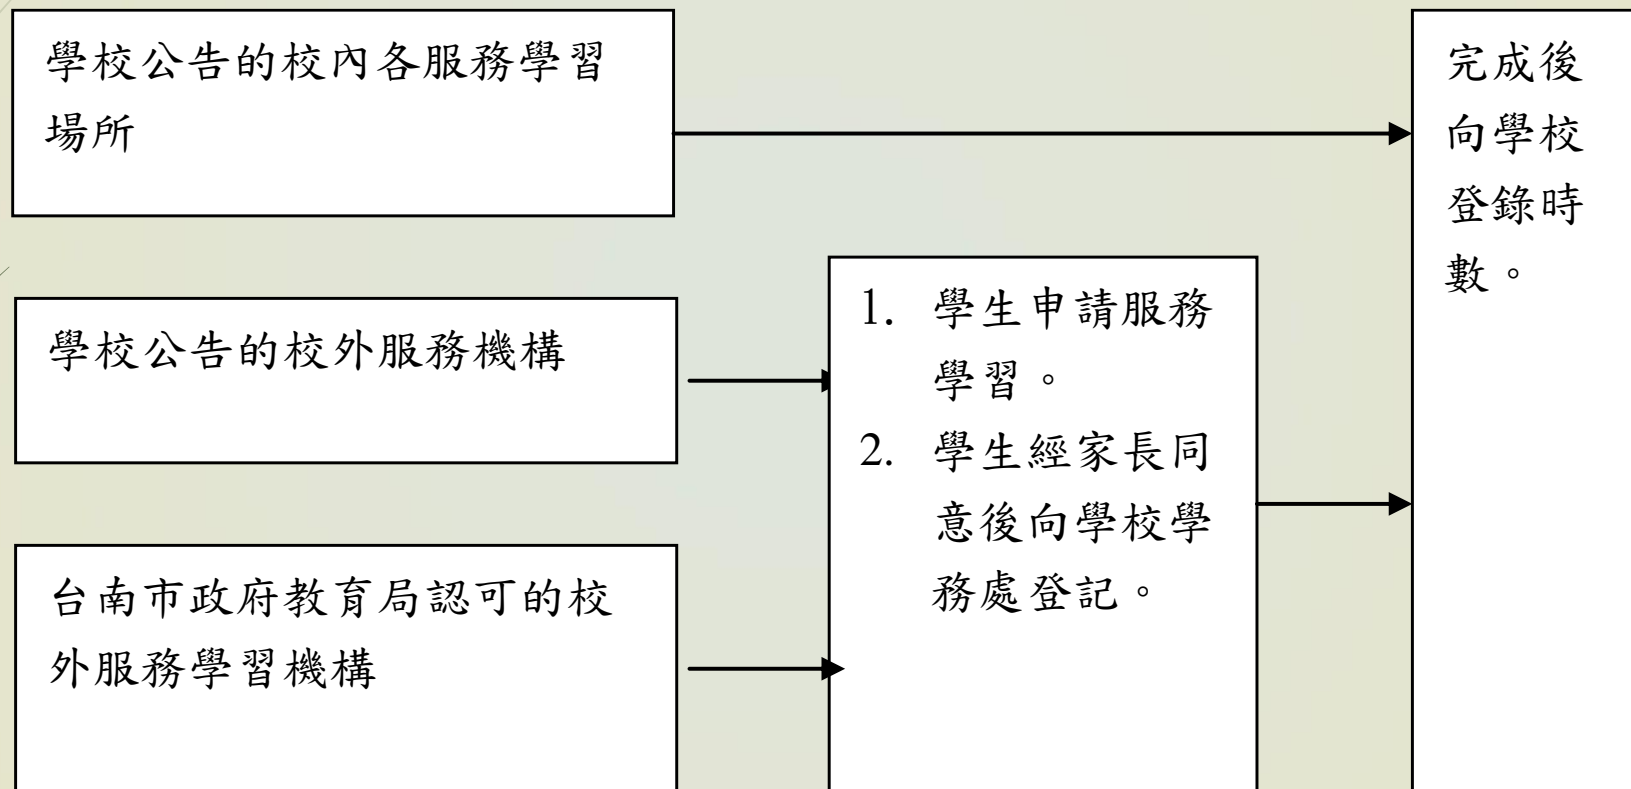 學校公告的校內各服務學習
場所
學校公告的校外服務機構
台南市政府教育局認可的校
外服務學習機構
1. 學生申請服務
學習。
2. 學生經家長同
意後向學校學
務處登記。
完成後
向學校
登錄時
數。